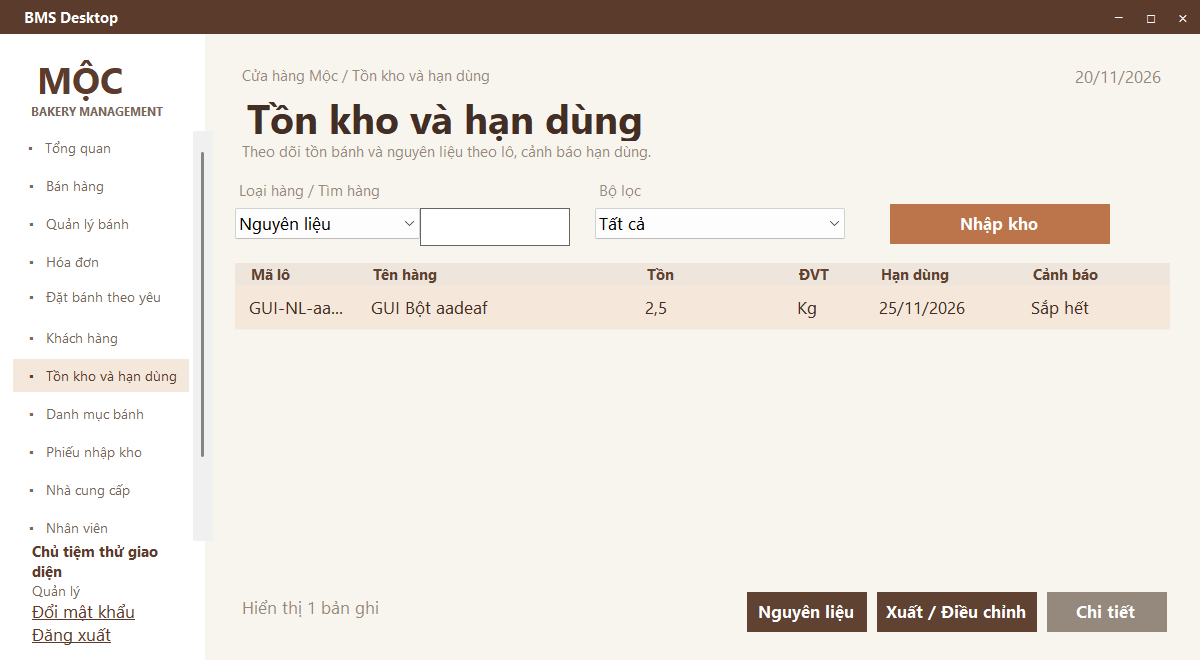 BMS Desktop
MỘC
BAKERY MANAGEMENT
Tổng quan
Bán hàng
Quản lý bánh
Hóa đơn
Đặt bánh theo yêu
Khách hàng
Tồn kho và hạn dùng
Danh mục bánh
Phiếu nhập kho
Nhà cung cấp
Nhân viên
Chủ tiệm thử giao
diện
Quản lý
Đổi mật khẩu
Đăng xuất
Cửa hàng Mộc / Tồn kho và hạn dùng
20/11/2026
Tồn kho và hạn dùng
Theo dõi tồn bánh và nguyên liệu theo lô, cảnh báo hạn dùng.
Loại hàng / Tìm hàng
Bộ lọc
Nguyên liệu
Tất cả
Nhập kho
Mã lô Tên hàng Tồn ĐVT Hạn dùng Cảnh báo
GUI-NL-aa... GUI Bột aadeaf 2,5 Kg 25/11/2026 Sắp hết
Hiển thị 1 bản ghi
Nguyên liệu
Xuất / Điều chỉnh
Chi tiết